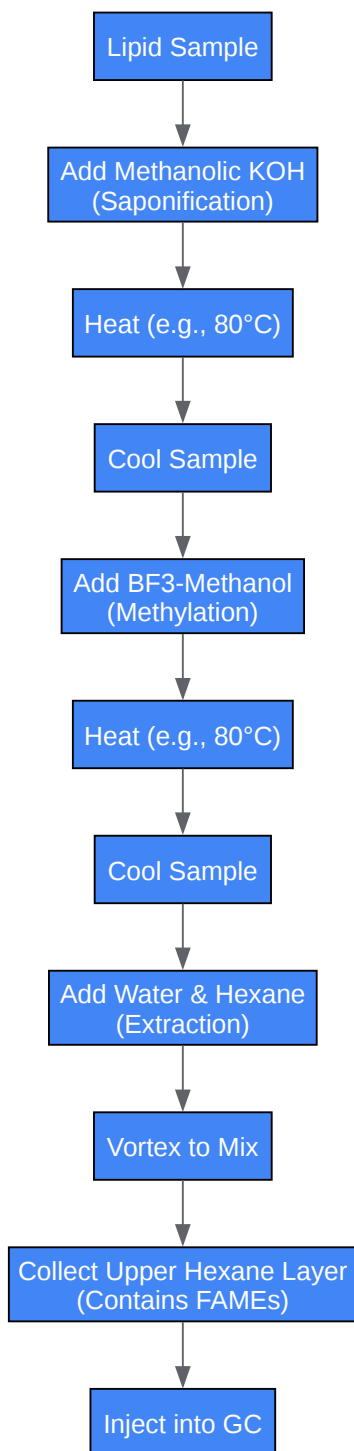 Lipid Sample
Add Methanolic KOH
(Saponification)
Heat (e.g., 80°C)
Cool Sample
Add BF3-Methanol
(Methylation)
Heat (e.g., 80°C)
Cool Sample
Add Water & Hexane
(Extraction)
Vortex to Mix
Collect Upper Hexane Layer
(Contains FAMEs)
Inject into GC